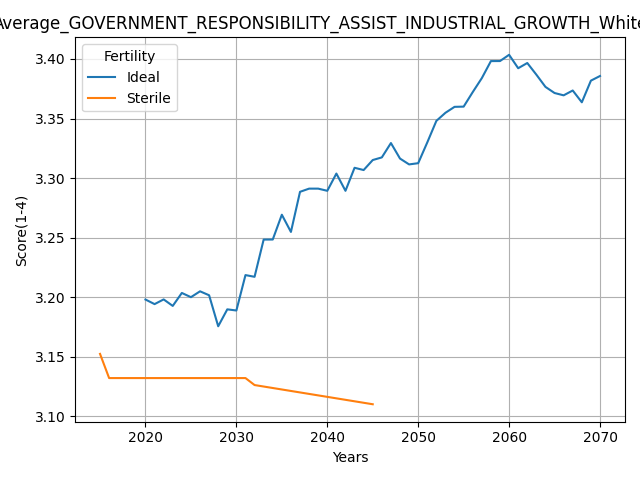 Average_GOVERNMENT_RESPONSIBILITY_ASSIST_INDUSTRIAL_GROWTH_White
Fertility
Ideal
Sterile
Score(1-4)
3.40
3.35
3.30
3.25
3.20
3.15
3.10
2020 2030 2040 2050 2060 2070
Years